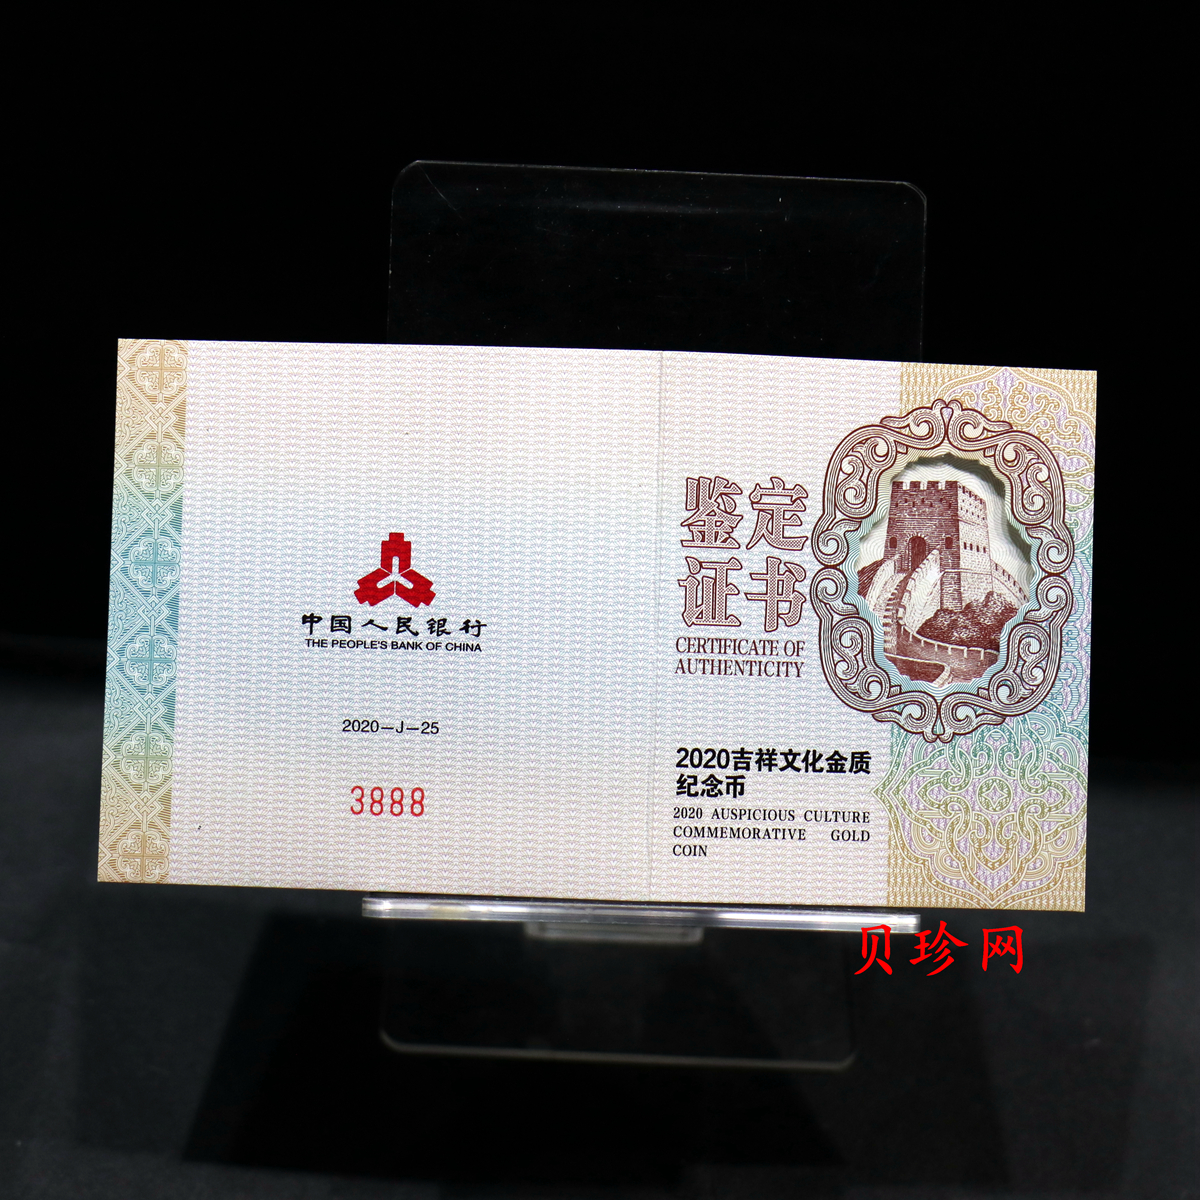 中国人民银行
THE PEOPLE'S BANK OF CHINA
2020—J—25
3888
鉴定
证书
CERTIFICATE OF
AUTHENTICITY
2020吉祥文化金质
纪念币
2020 AUSPICIOUS CULTURE
COMMEMORATIVE GOLD
COIN
贝珍网